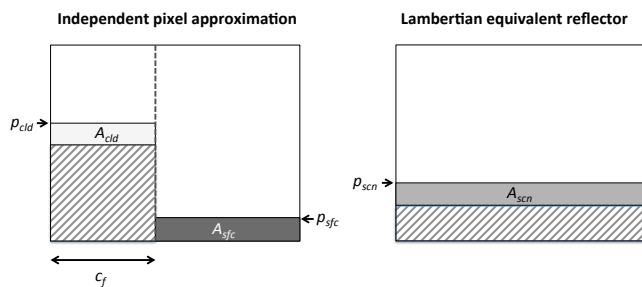 Independent pixel approximation
Lambertian equivalent reflector
p_cld
A_cld
p_scn
A_scn
p_sfc
A_sfc
c_f